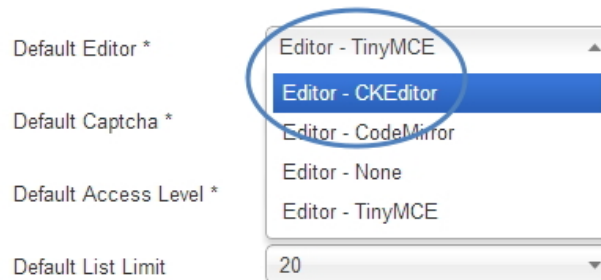 Default Editor *
Editor - TinyMCE
Editor - CKEditor
Default Captcha *
Editor - CodeMirror
Editor - None
Default Access Level *
Editor - TinyMCE
Default List Limit
20